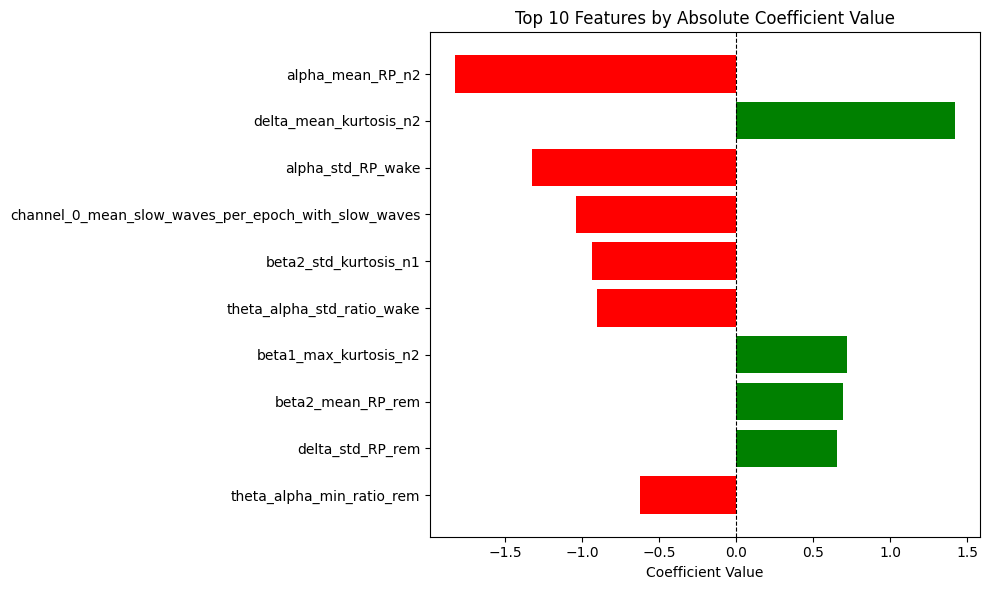 Top 10 Features by Absolute Coefficient Value
alpha_mean_RP_n2
delta_mean_kurtosis_n2
alpha_std_RP_wake
channel_0_mean_slow_waves_per_epoch_with_slow_waves
beta2_std_kurtosis_n1
theta_alpha_std_ratio_wake
beta1_max_kurtosis_n2
beta2_mean_RP_rem
delta_std_RP_rem
theta_alpha_min_ratio_rem
−1.5 −1.0 −0.5 0.0 0.5 1.0 1.5
Coefficient Value